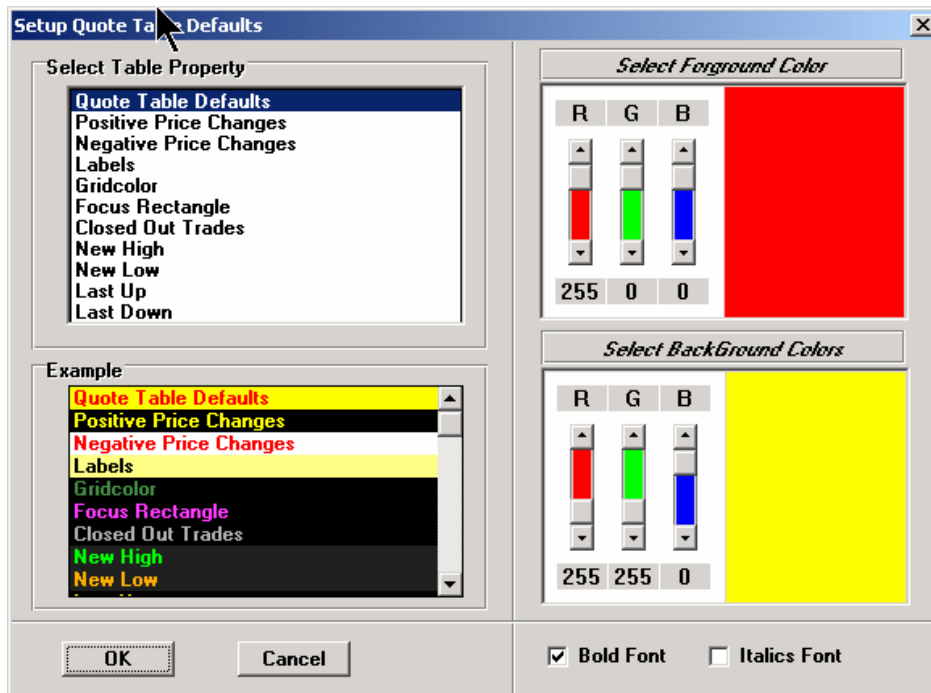 Setup Quote Table Defaults
Select Table Property
Quote Table Defaults
Positive Price Changes
Negative Price Changes
Labels
Gridcolor
Focus Rectangle
Closed Out Trades
New High
New Low
Last Up
Last Down
Example
Quote Table Defaults
Positive Price Changes
Negative Price Changes
Labels
Gridcolor
Focus Rectangle
Closed Out Trades
New High
New Low
OK
Cancel
Select Forground Color
R G B
255 0 0
Select BackGround Colors
R G B
255 255 0
Bold Font
Italics Font